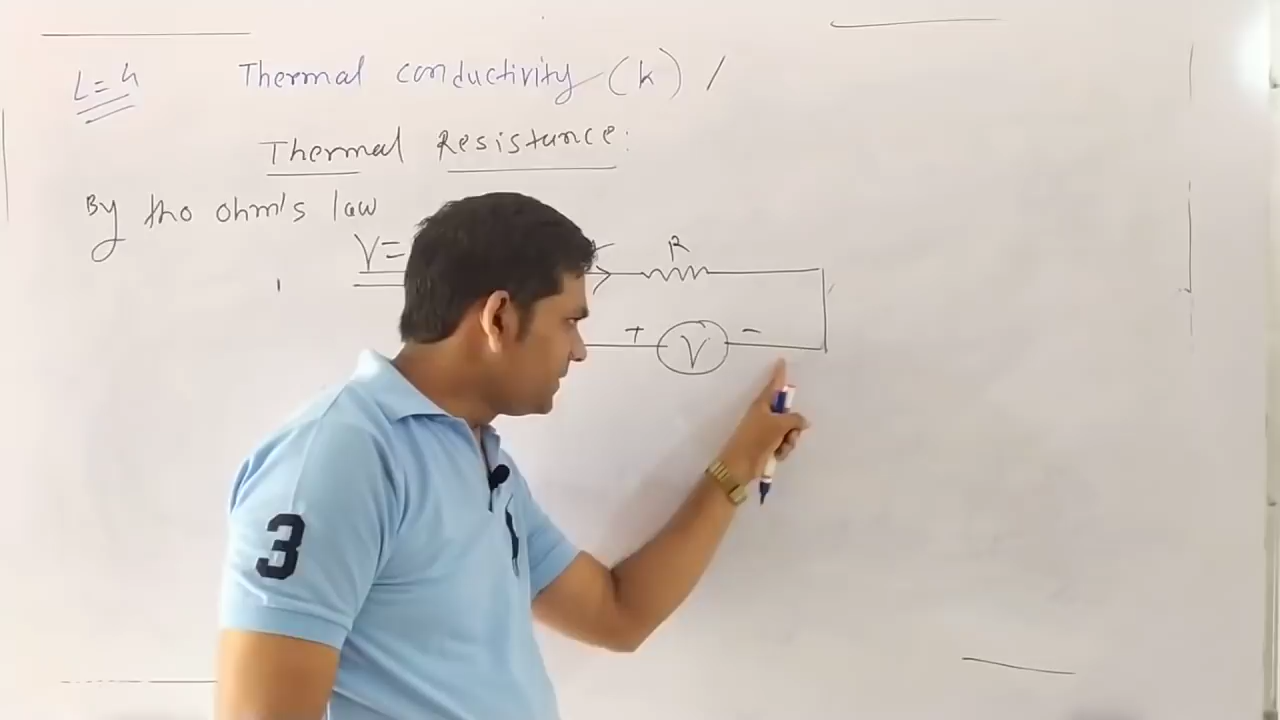 L=4 Thermal conductivity (k) /
Thermal Resistance:
By the ohm's law
V=
R
+ V -
3